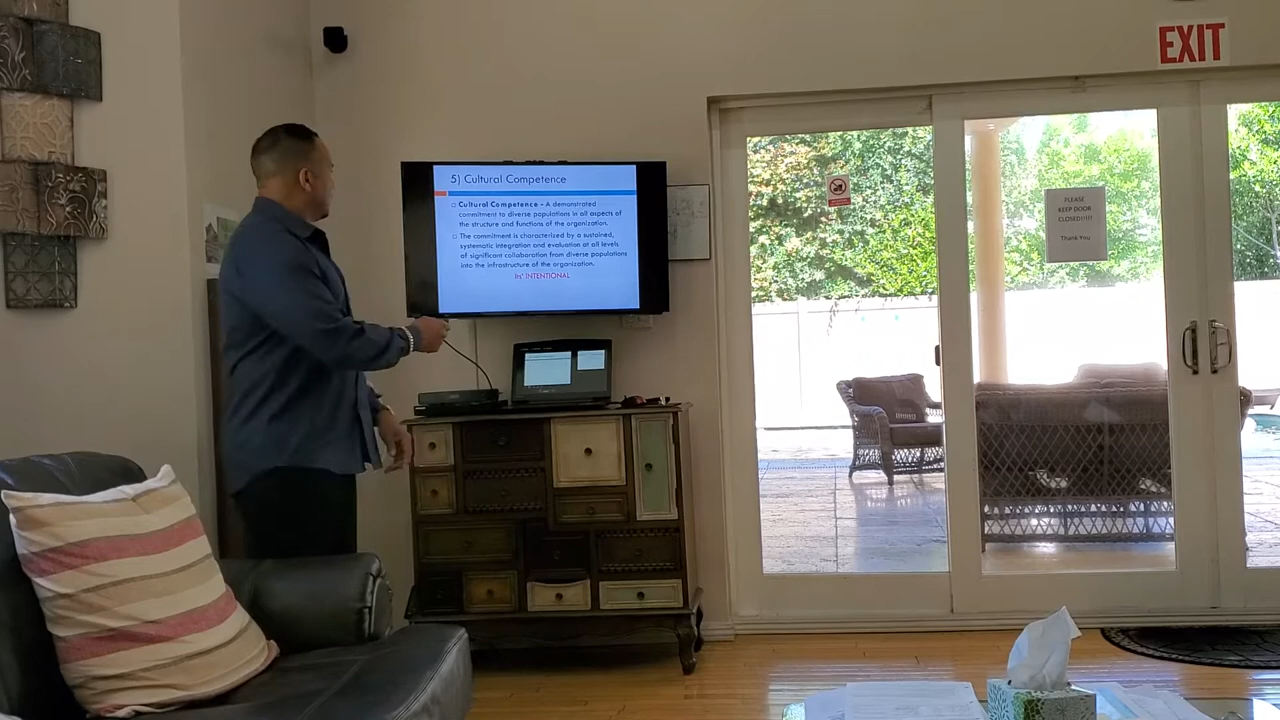 EXIT
5) Cultural Competence
Cultural Competence - A demonstrated
commitment to diverse populations in all aspects of
the structure and functions of the organization.
The commitment is characterized by a sustained,
systematic integration and evaluation at all levels
of significant collaboration from diverse populations
into the infrastructure of the organization.
Its' INTENTIONAL
PLEASE
KEEP DOOR
CLOSED!!!!!
Thank You